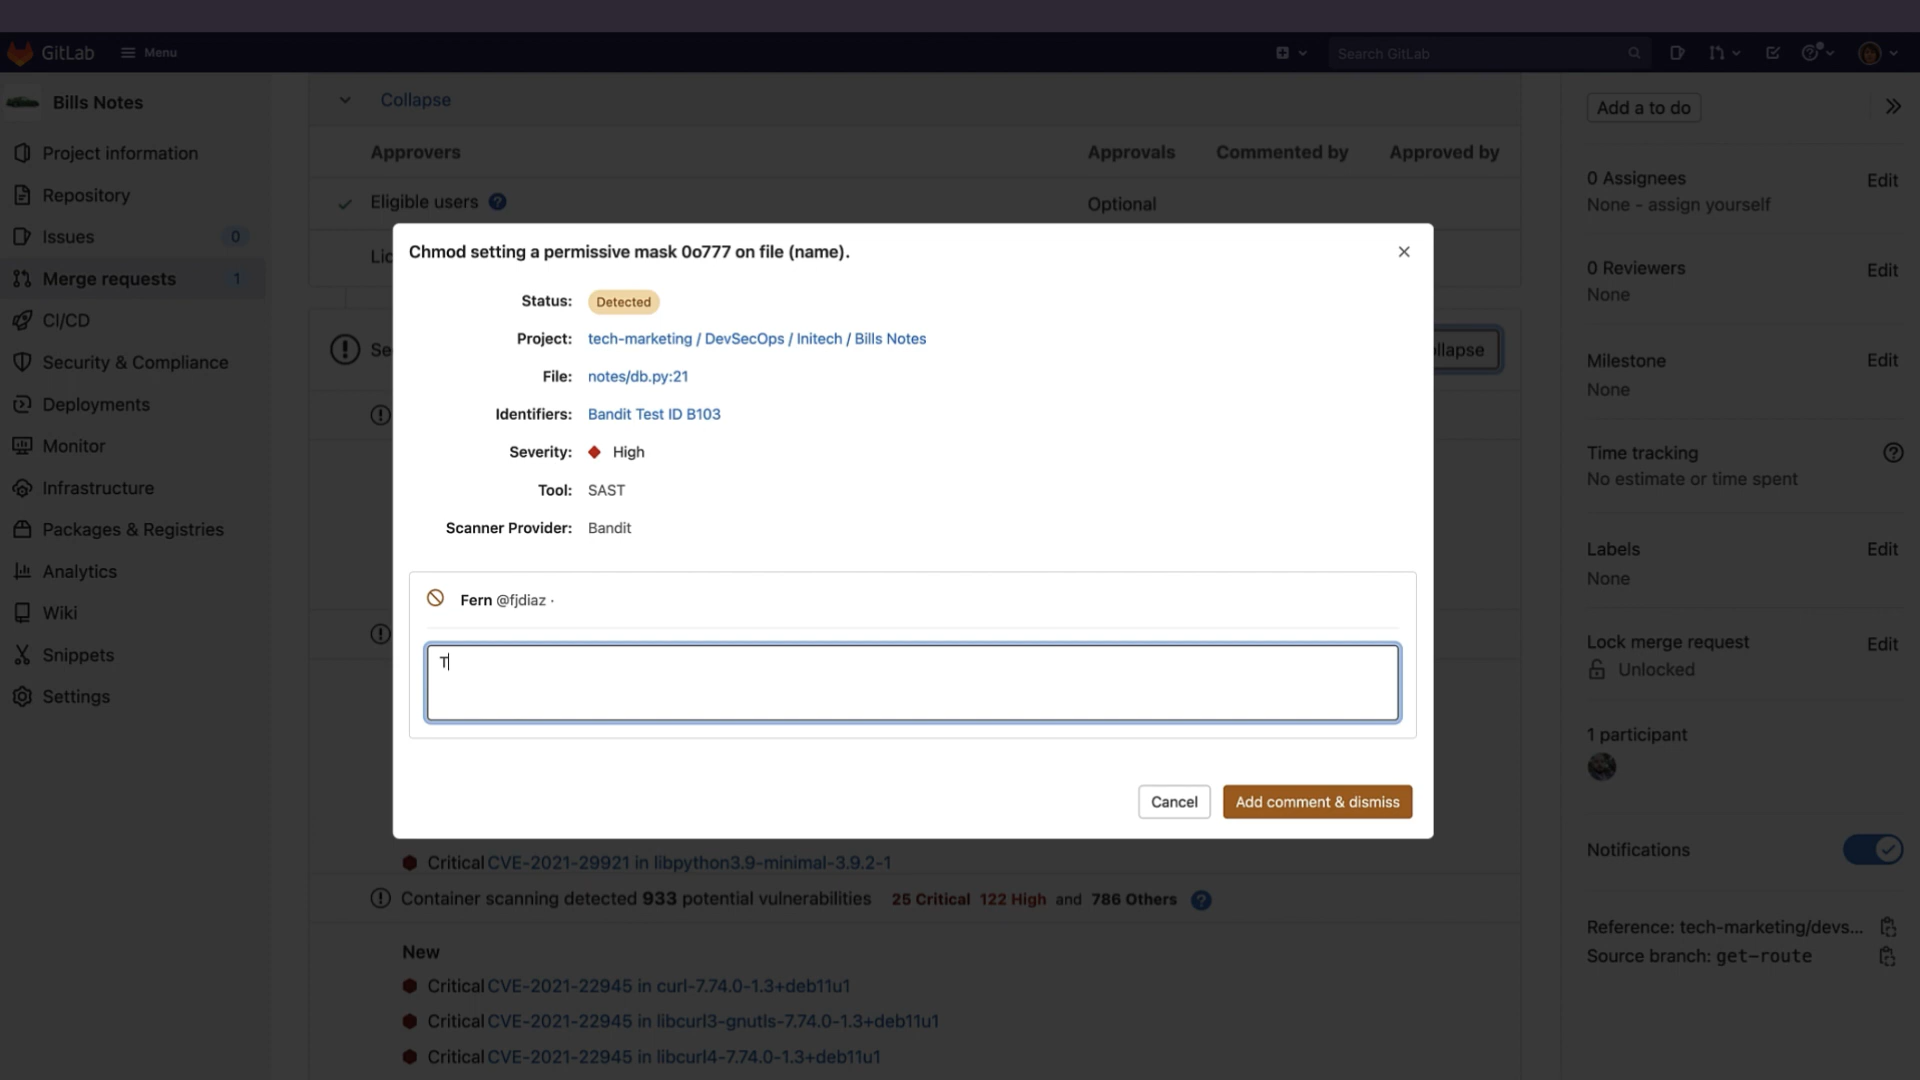 GitLab
Menu
Search GitLab
Bills Notes
Project information
Repository
Issues 0
Merge requests 1
CI/CD
Security & Compliance
Deployments
Monitor
Infrastructure
Packages & Registries
Analytics
Wiki
Snippets
Settings
Collapse
Approvers Approvals Commented by Approved by
Eligible users ? Optional
Lic
Se
llapse
Chmod setting a permissive mask 0o777 on file (name).
Status: Detected
Project: tech-marketing / DevSecOps / Initech / Bills Notes
File: notes/db.py:21
Identifiers: Bandit Test ID B103
Severity: High
Tool: SAST
Scanner Provider: Bandit
Fern @fjdiaz ·
T
Cancel
Add comment & dismiss
Critical CVE-2021-29921 in libpython3.9-minimal-3.9.2-1
Container scanning detected 933 potential vulnerabilities 25 Critical 122 High and 786 Others ?
New
Critical CVE-2021-22945 in curl-7.74.0-1.3+deb11u1
Critical CVE-2021-22945 in libcurl3-gnutls-7.74.0-1.3+deb11u1
Critical CVE-2021-22945 in libcurl4-7.74.0-1.3+deb11u1
Add a to do
0 Assignees Edit
None - assign yourself
0 Reviewers Edit
None
Milestone Edit
None
Time tracking ?
No estimate or time spent
Labels Edit
None
Lock merge request Edit
Unlocked
1 participant
Notifications
Reference: tech-marketing/devs...
Source branch: get-route